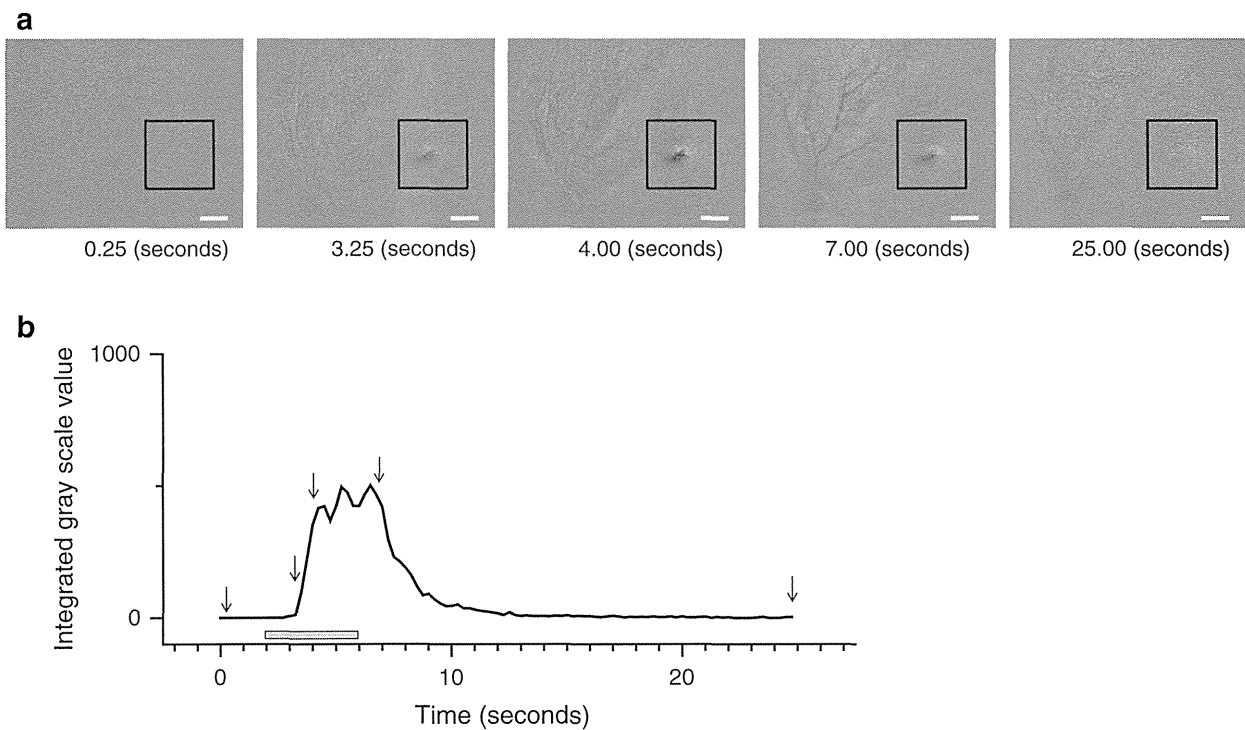 a
0.25 (seconds)
3.25 (seconds)
4.00 (seconds)
7.00 (seconds)
25.00 (seconds)
b
Integrated gray scale value
1000
0
0
10
20
Time (seconds)